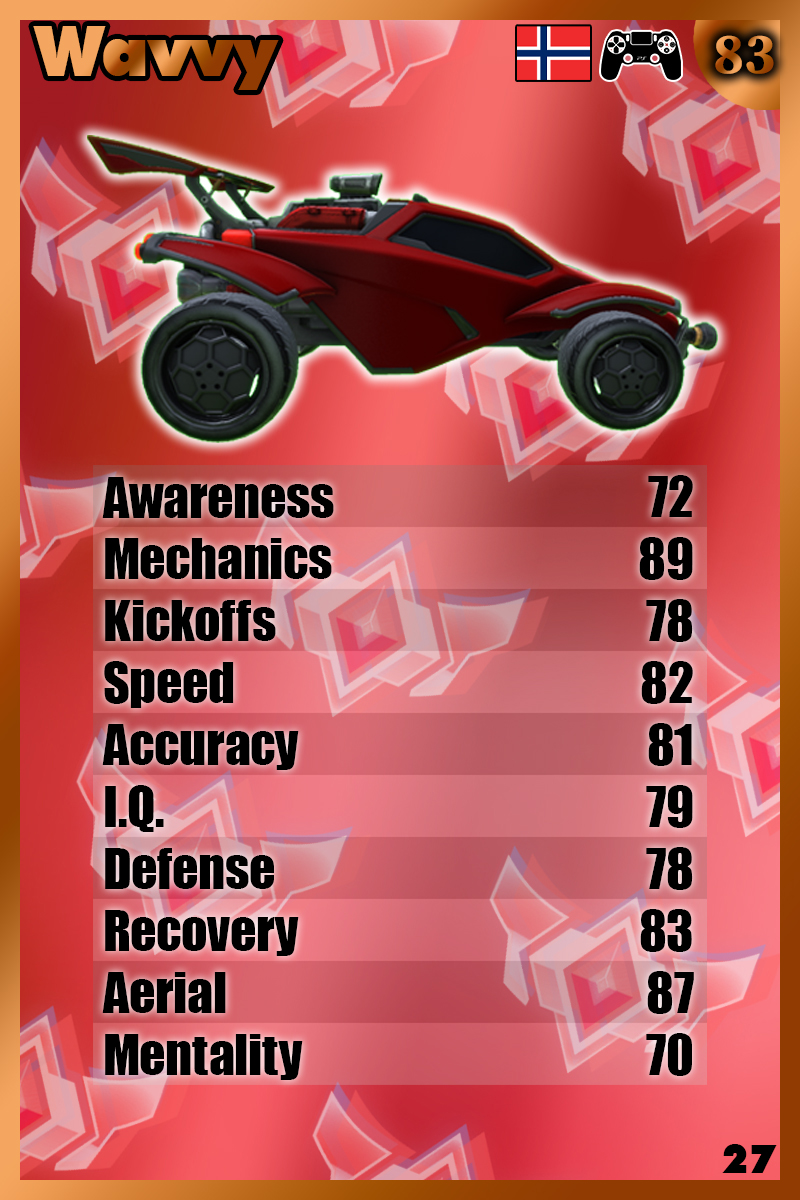 Wavvy 83
Awareness 72
Mechanics 89
Kickoffs 78
Speed 82
Accuracy 81
I.Q. 79
Defense 78
Recovery 83
Aerial 87
Mentality 70
27